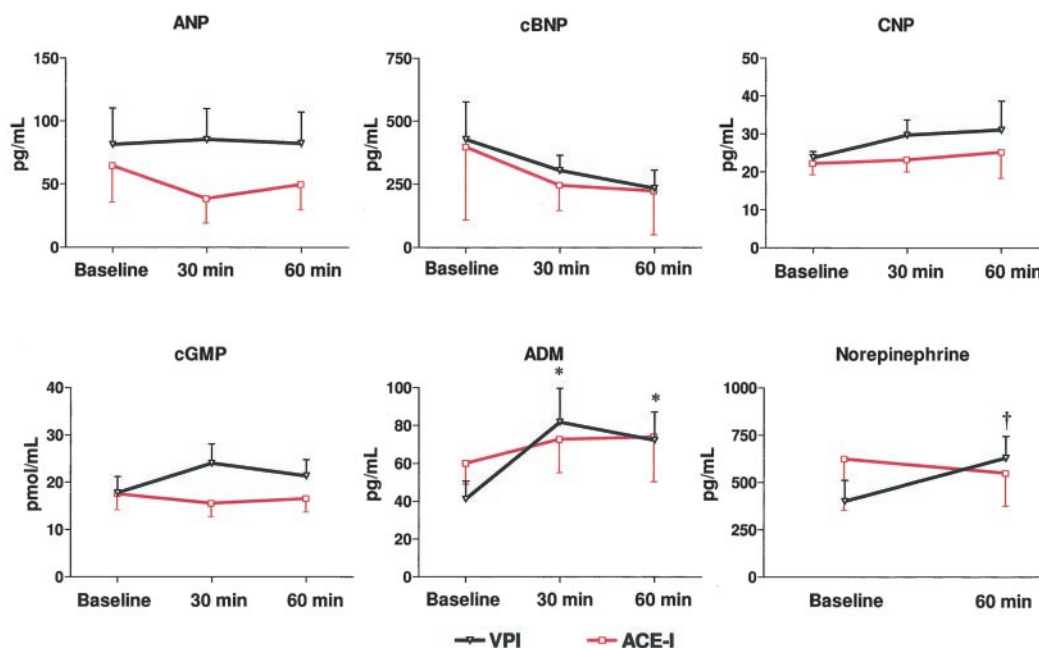 ANP
cBNP
CNP
150
100
50
0
pg/mL
Baseline 30 min 60 min
750
500
250
0
pg/mL
Baseline 30 min 60 min
50
40
30
20
10
0
pg/mL
Baseline 30 min 60 min
cGMP
ADM
Norepinephrine
40
30
20
10
0
pmol/mL
Baseline 30 min 60 min
100
80
60
40
20
0
pg/mL
* *
Baseline 30 min 60 min
1000
750
500
250
0
pg/mL
†
Baseline 60 min
VPI ACE-I